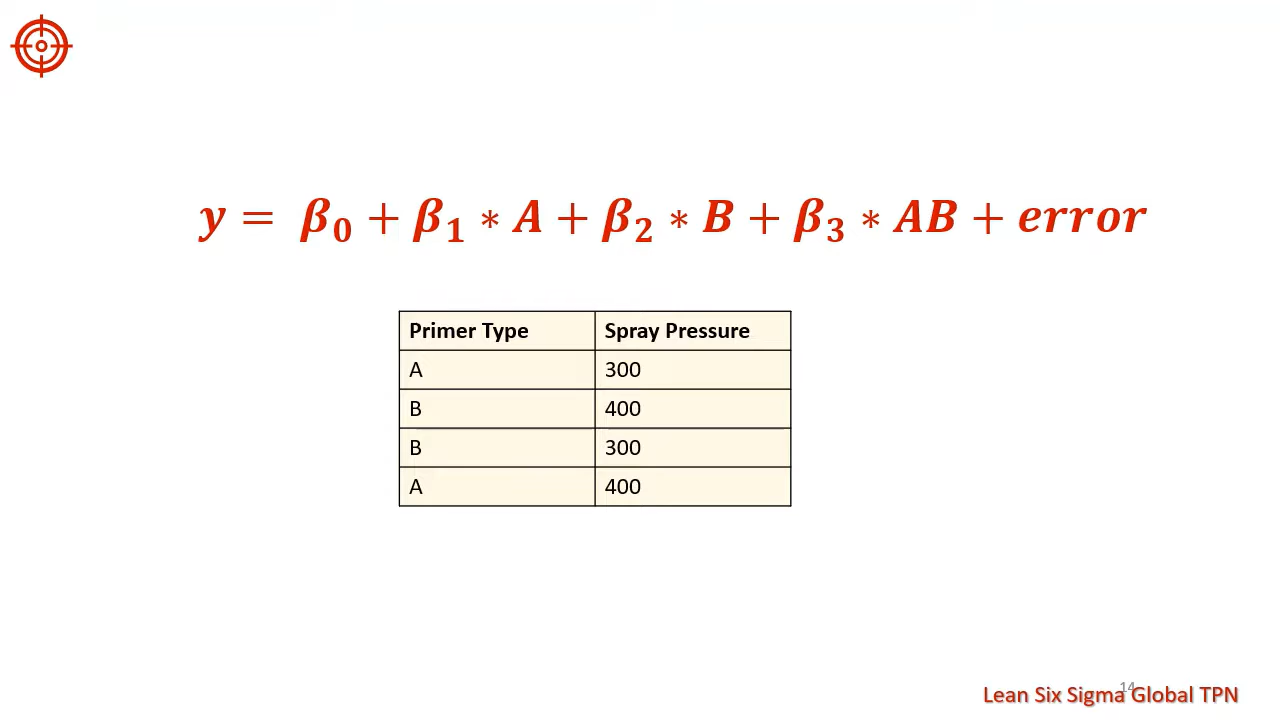 y = β₀ + β₁ * A + β₂ * B + β₃ * AB + error
Primer Type Spray Pressure
A 300
B 400
B 300
A 400
14
Lean Six Sigma Global TPN